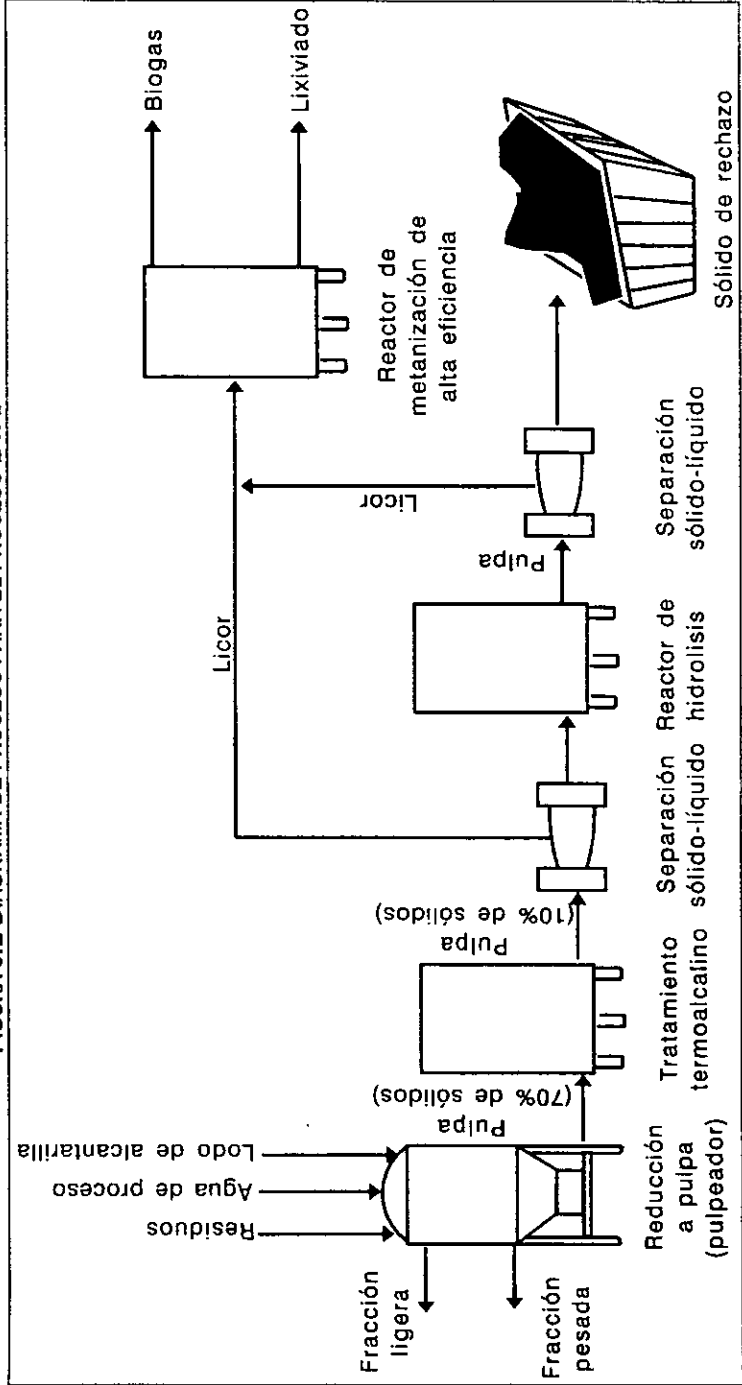 Residuos
Agua de proceso
Lodo de alcantarilla
Fracción
ligera
Fracción
pesada
Reducción
a pulpa
(pulpeador)
Pulpa
(70% de sólidos)
Tratamiento
termoalcalino
Pulpa
(10% de sólidos)
Separación
sólido-líquido
Licor
Reactor de
hidrolisis
Pulpa
Separación
sólido-líquido
Licor
Reactor de
metanización de
alta eficiencia
Biogas
Lixiviado
Sólido de rechazo